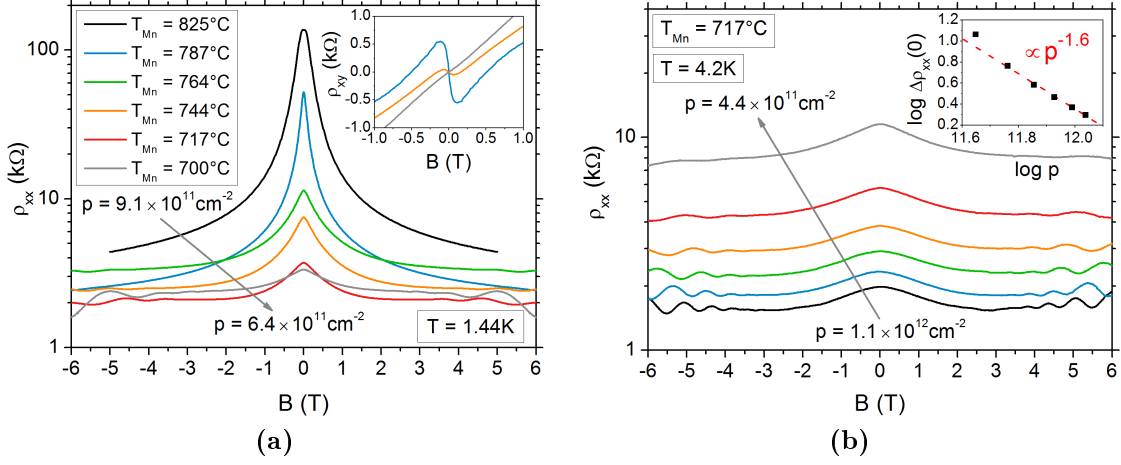 T_Mn = 825°C
T_Mn = 787°C
T_Mn = 764°C
T_Mn = 744°C
T_Mn = 717°C
T_Mn = 700°C
p = 9.1 × 10^11 cm^-2
p = 6.4 × 10^11 cm^-2
T = 1.44K
ρ_xx (kΩ)
100
10
1
-6 -5 -4 -3 -2 -1 0 1 2 3 4 5 6
B (T)
ρ_xy (kΩ)
1.0
0.5
0.0
-0.5
-1.0
-0.5 0.0 0.5 1.0
B (T)
(a)
T_Mn = 717°C
T = 4.2K
p = 4.4 × 10^11 cm^-2
p = 1.1 × 10^12 cm^-2
ρ_xx (kΩ)
10
1
-6 -5 -4 -3 -2 -1 0 1 2 3 4 5 6
B (T)
log Δρ_xx(0)
1.2
1.0
0.8
0.6
0.4
0.2
11.6 11.8 12.0
log p
∝p^-1.6
(b)